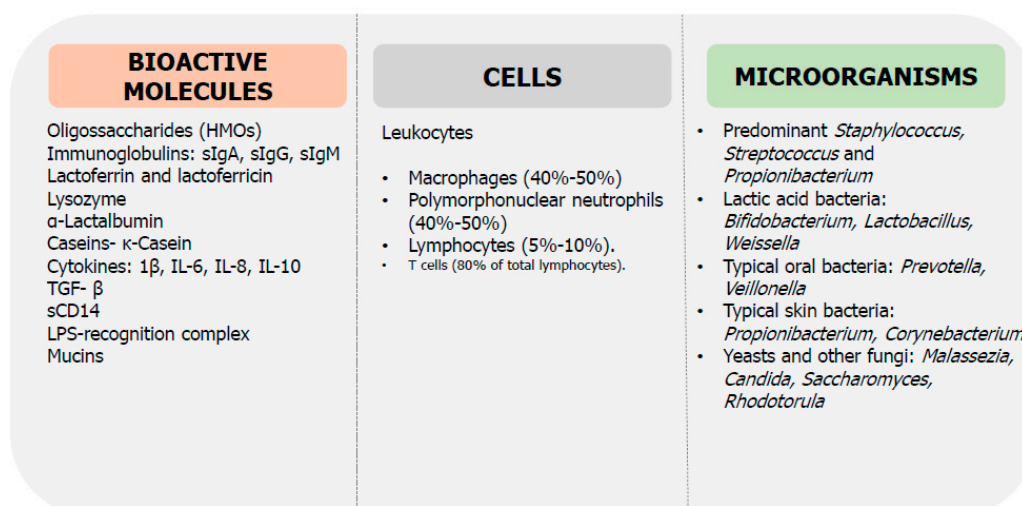 BIOACTIVE
MOLECULES
Oligossaccharides (HMOs)
Immunoglobulins: sIgA, sIgG, sIgM
Lactoferrin and lactoferricin
Lysozyme
α-Lactalbumin
Caseins- κ-Casein
Cytokines: 1β, IL-6, IL-8, IL-10
TGF- β
sCD14
LPS-recognition complex
Mucins
CELLS
Leukocytes
• Macrophages (40%-50%)
• Polymorphonuclear neutrophils
(40%-50%)
• Lymphocytes (5%-10%).
• T cells (80% of total lymphocytes).
MICROORGANISMS
• Predominant Staphylococcus,
Streptococcus and
Propionibacterium
• Lactic acid bacteria:
Bifidobacterium, Lactobacillus,
Weissella
• Typical oral bacteria: Prevotella,
Veillonella
• Typical skin bacteria:
Propionibacterium, Corynebacterium
• Yeasts and other fungi: Malassezia,
Candida, Saccharomyces,
Rhodotorula